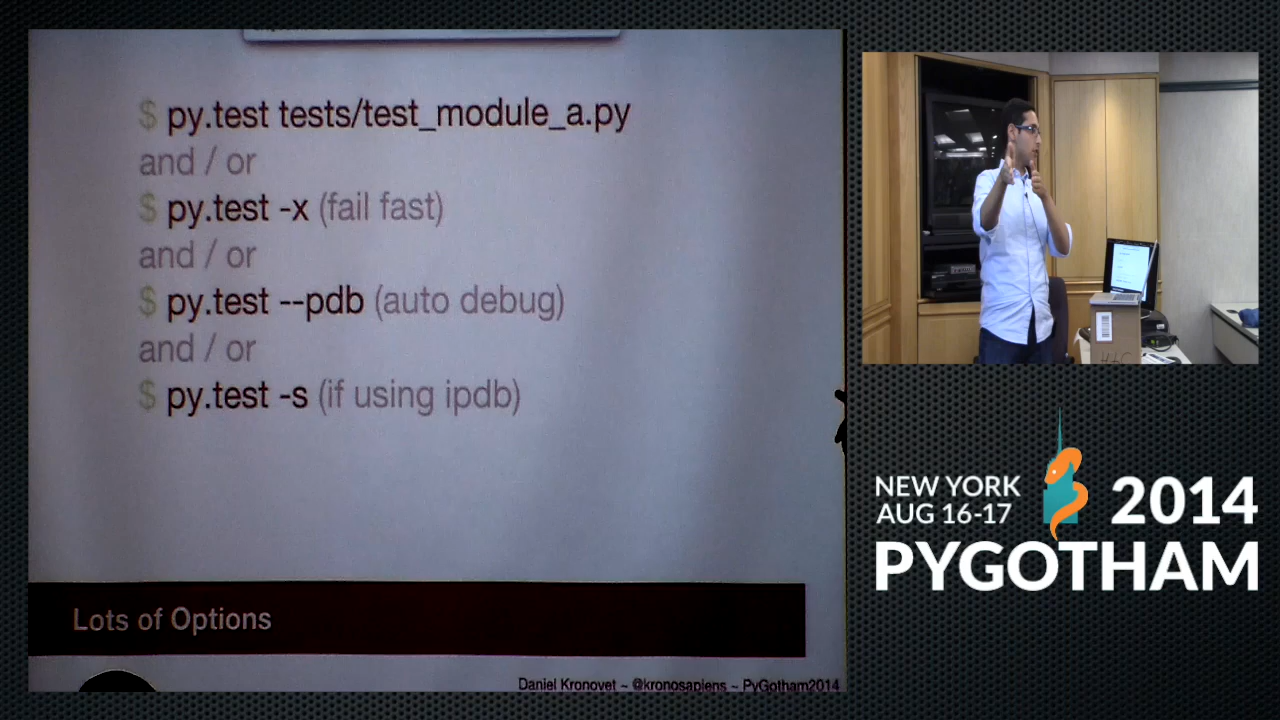 $ py.test tests/test_module_a.py
and / or
$ py.test -x (fail fast)
and / or
$ py.test --pdb (auto debug)
and / or
$ py.test -s (if using ipdb)
Lots of Options
Daniel Kronovet ~ @kronosapiens ~ PyGotham2014
NEW YORK
AUG 16-17
2014
PYGOTHAM